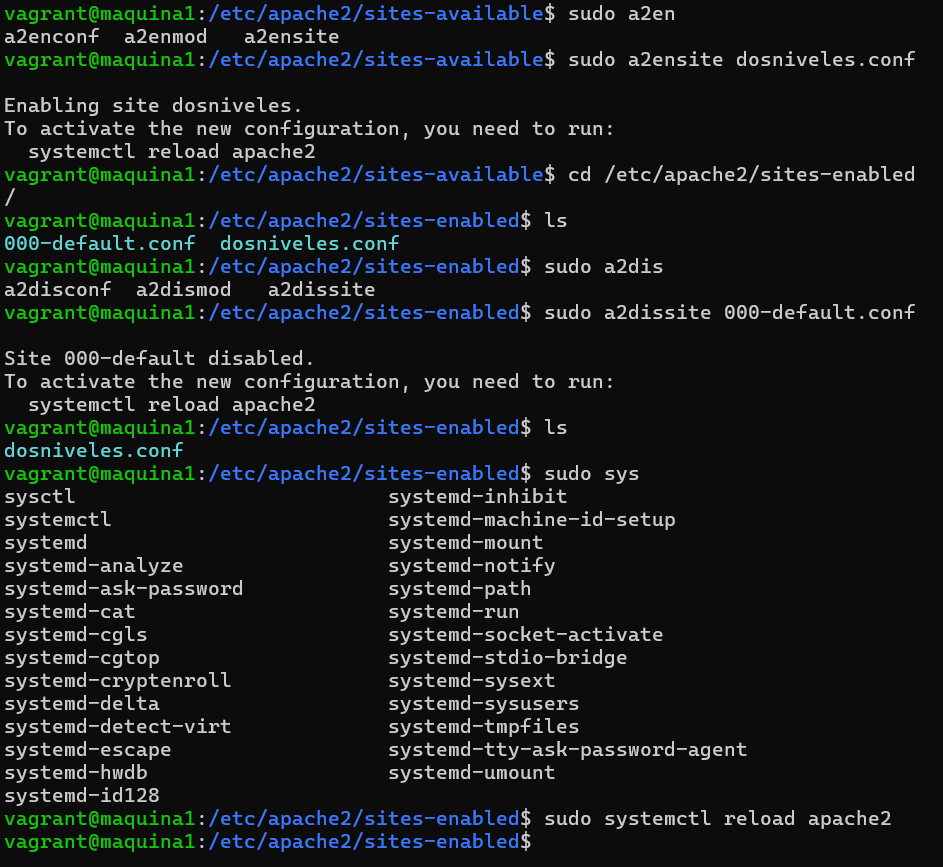 vagrant@maquina1:/etc/apache2/sites-available$ sudo a2en
a2enconf  a2enmod   a2ensite
vagrant@maquina1:/etc/apache2/sites-available$ sudo a2ensite dosniveles.conf
Enabling site dosniveles.
To activate the new configuration, you need to run:
  systemctl reload apache2
vagrant@maquina1:/etc/apache2/sites-available$ cd /etc/apache2/sites-enabled
/
vagrant@maquina1:/etc/apache2/sites-enabled$ ls
000-default.conf  dosniveles.conf
vagrant@maquina1:/etc/apache2/sites-enabled$ sudo a2dis
a2disconf  a2dismod   a2dissite
vagrant@maquina1:/etc/apache2/sites-enabled$ sudo a2dissite 000-default.conf
Site 000-default disabled.
To activate the new configuration, you need to run:
  systemctl reload apache2
vagrant@maquina1:/etc/apache2/sites-enabled$ ls
dosniveles.conf
vagrant@maquina1:/etc/apache2/sites-enabled$ sudo sys
sysctl                          systemd-inhibit
systemctl                       systemd-machine-id-setup
systemd                         systemd-mount
systemd-analyze                 systemd-notify
systemd-ask-password            systemd-path
systemd-cat                     systemd-run
systemd-cgls                    systemd-socket-activate
systemd-cgtop                   systemd-stdio-bridge
systemd-cryptenroll             systemd-sysext
systemd-delta                   systemd-sysusers
systemd-detect-virt             systemd-tmpfiles
systemd-escape                  systemd-tty-ask-password-agent
systemd-hwdb                    systemd-umount
systemd-id128
vagrant@maquina1:/etc/apache2/sites-enabled$ sudo systemctl reload apache2
vagrant@maquina1:/etc/apache2/sites-enabled$